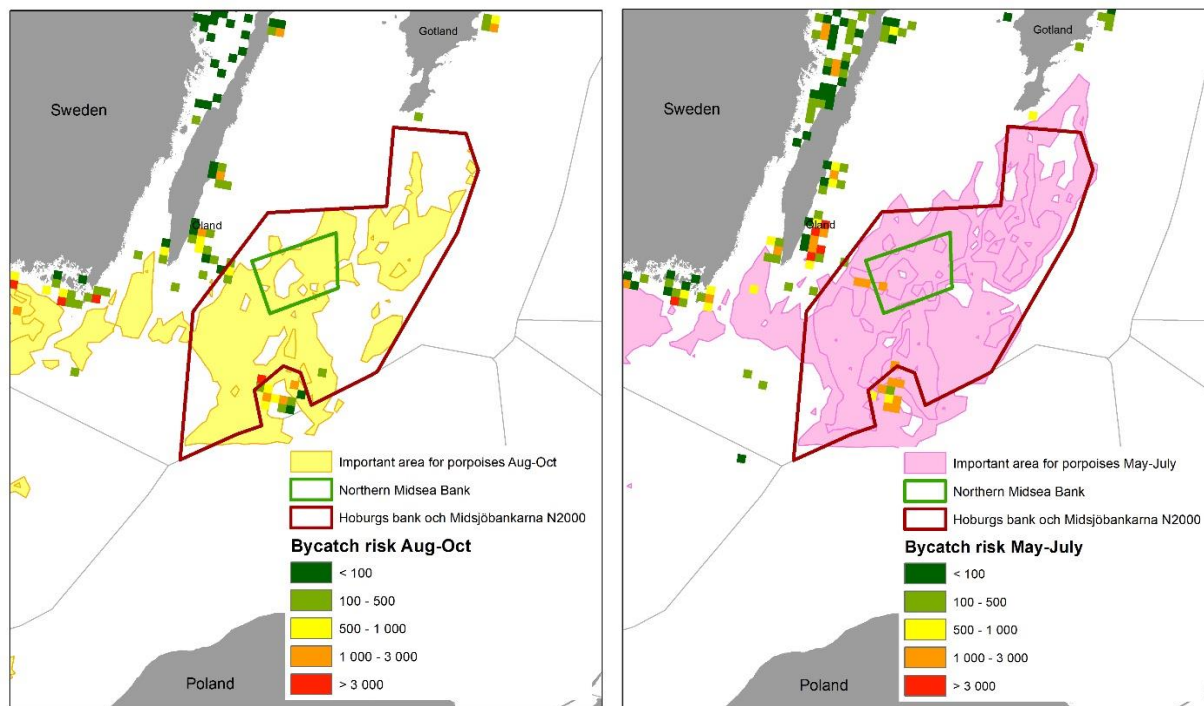 Gotland
Sweden
Öland
Important area for porpoises Aug-Oct
Northern Midsea Bank
Hoburgs bank och Midsjöbankarna N2000
Bycatch risk Aug-Oct
< 100
100 - 500
500 - 1 000
1 000 - 3 000
> 3 000
Poland
Gotland
Sweden
Öland
Important area for porpoises May-July
Northern Midsea Bank
Hoburgs bank och Midsjöbankarna N2000
Bycatch risk May-July
< 100
100 - 500
500 - 1 000
1 000 - 3 000
> 3 000
Poland